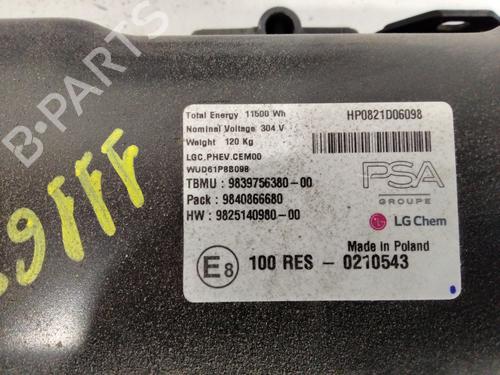 B-PARTS
Total Energy 11500 Wh
HP0821D06098
Nominal Voltage 304 V
Weight 120 Kg
LGC.PHEV.CEM00
WUD61P8B098
TBMU : 9839756380-00
Pack : 9840866680
HW : 9825140980-00
PSA
GROUPE
LG Chem
Made in Poland
E8 100 RES - 0210543